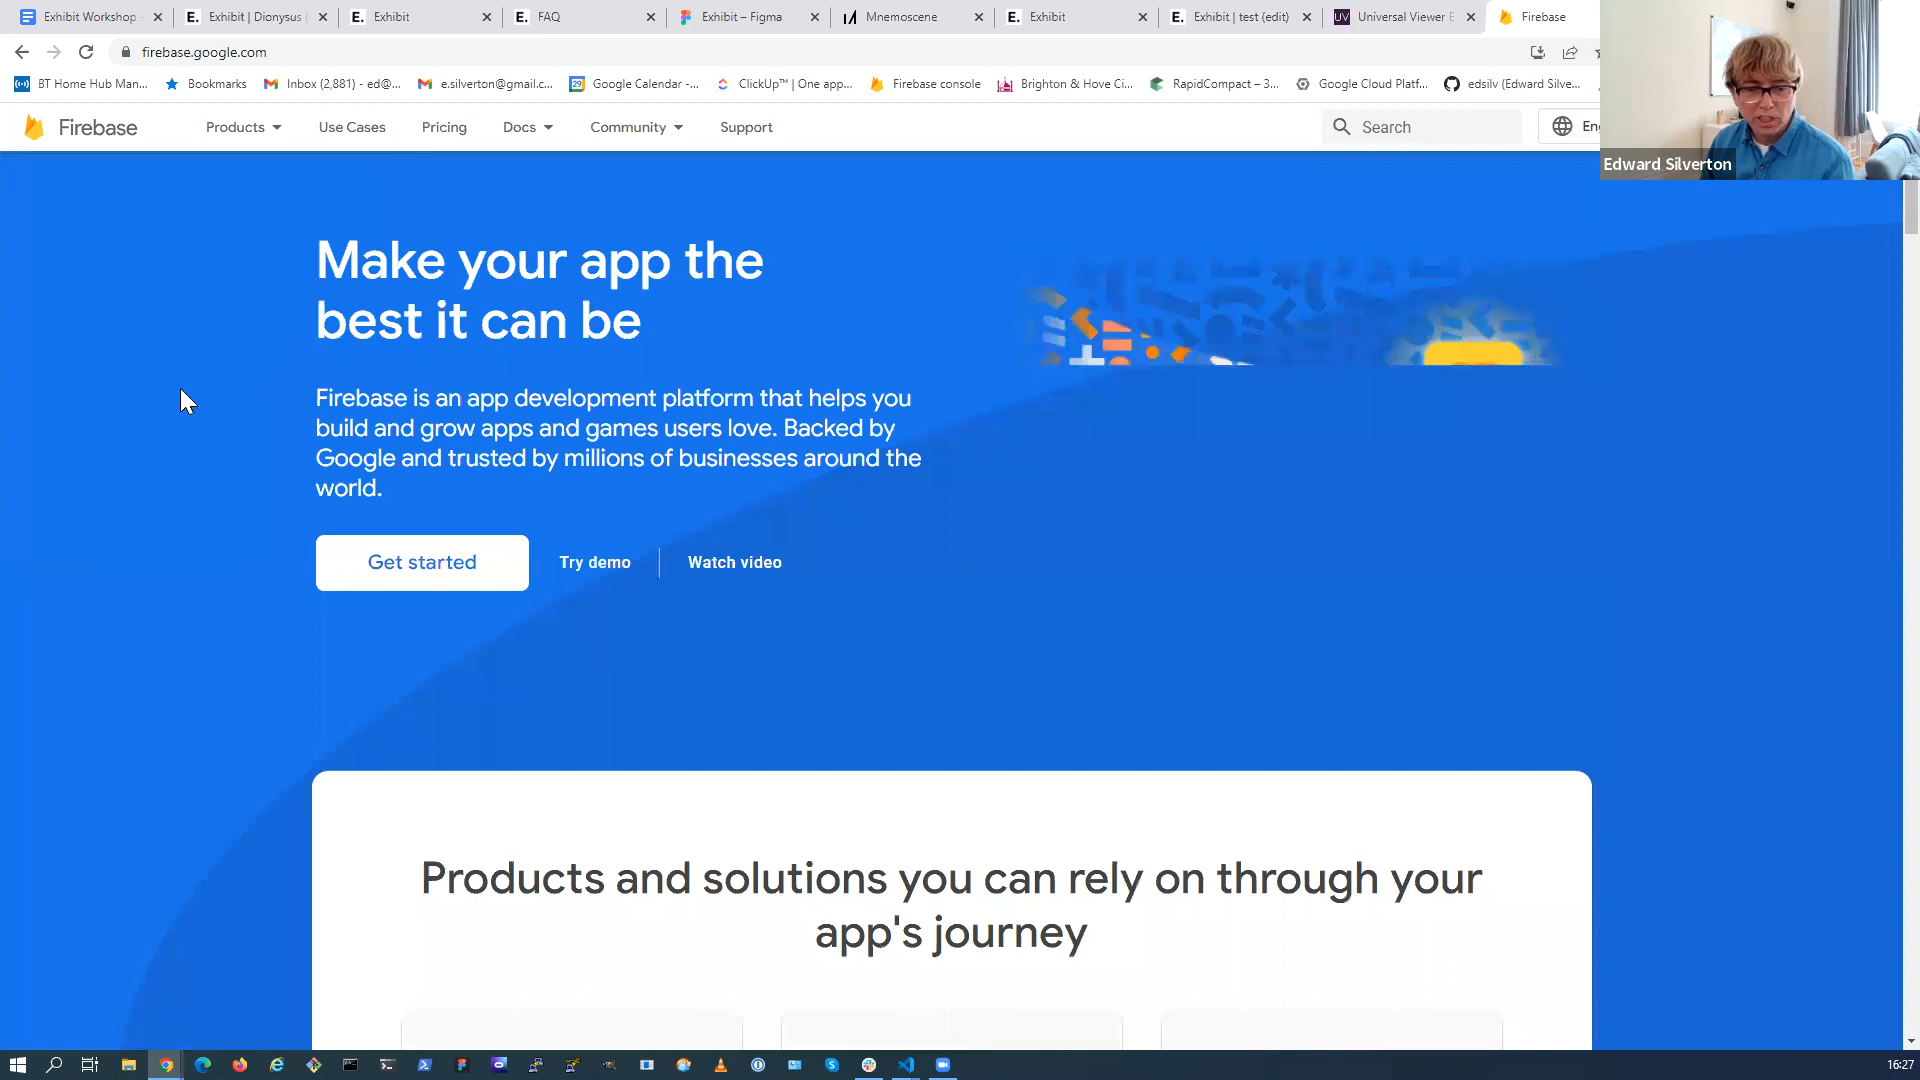 Exhibit Workshop
Exhibit | Dionysus
Exhibit
FAQ
Exhibit – Figma
Mnemoscene
Exhibit
Exhibit | test (edit)
Universal Viewer E
Firebase
firebase.google.com
BT Home Hub Man...
Bookmarks
Inbox (2,881) - ed@...
e.silverton@gmail.c...
Google Calendar -...
ClickUp™ | One app...
Firebase console
Brighton & Hove Ci...
RapidCompact – 3...
Google Cloud Platf...
edsilv (Edward Silve...
Firebase
Products
Use Cases
Pricing
Docs
Community
Support
Search
Eng
Edward Silverton
Make your app the
best it can be
Firebase is an app development platform that helps you
build and grow apps and games users love. Backed by
Google and trusted by millions of businesses around the
world.
Get started
Try demo
Watch video
Products and solutions you can rely on through your
app's journey
16:27